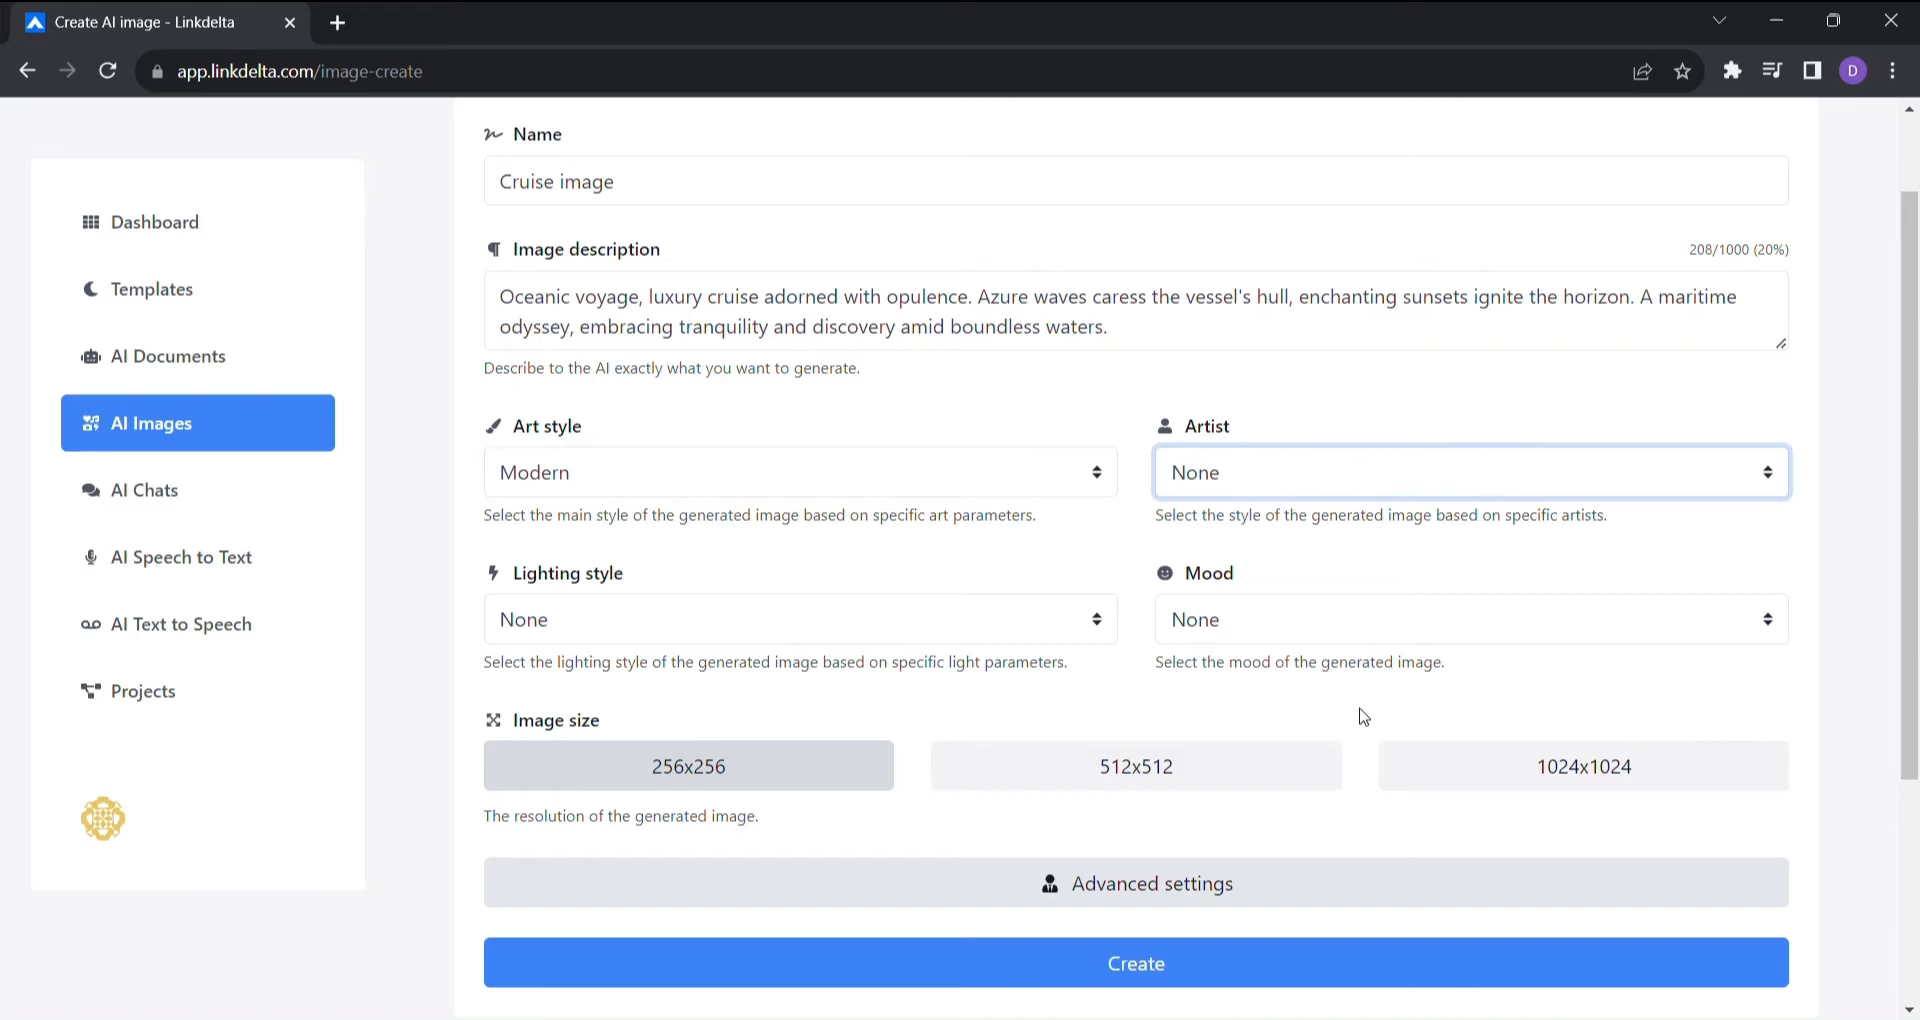 Create AI image - Linkdelta
app.linkdelta.com/image-create
D
Dashboard
Templates
AI Documents
AI Images
AI Chats
AI Speech to Text
AI Text to Speech
Projects
Name
Cruise image
Image description
208/1000 (20%)
Oceanic voyage, luxury cruise adorned with opulence. Azure waves caress the vessel's hull, enchanting sunsets ignite the horizon. A maritime
odyssey, embracing tranquility and discovery amid boundless waters.
Describe to the AI exactly what you want to generate.
Art style
Artist
Modern
None
Select the main style of the generated image based on specific art parameters.
Select the style of the generated image based on specific artists.
Lighting style
Mood
None
None
Select the lighting style of the generated image based on specific light parameters.
Select the mood of the generated image.
Image size
256x256
512x512
1024x1024
The resolution of the generated image.
Advanced settings
Create